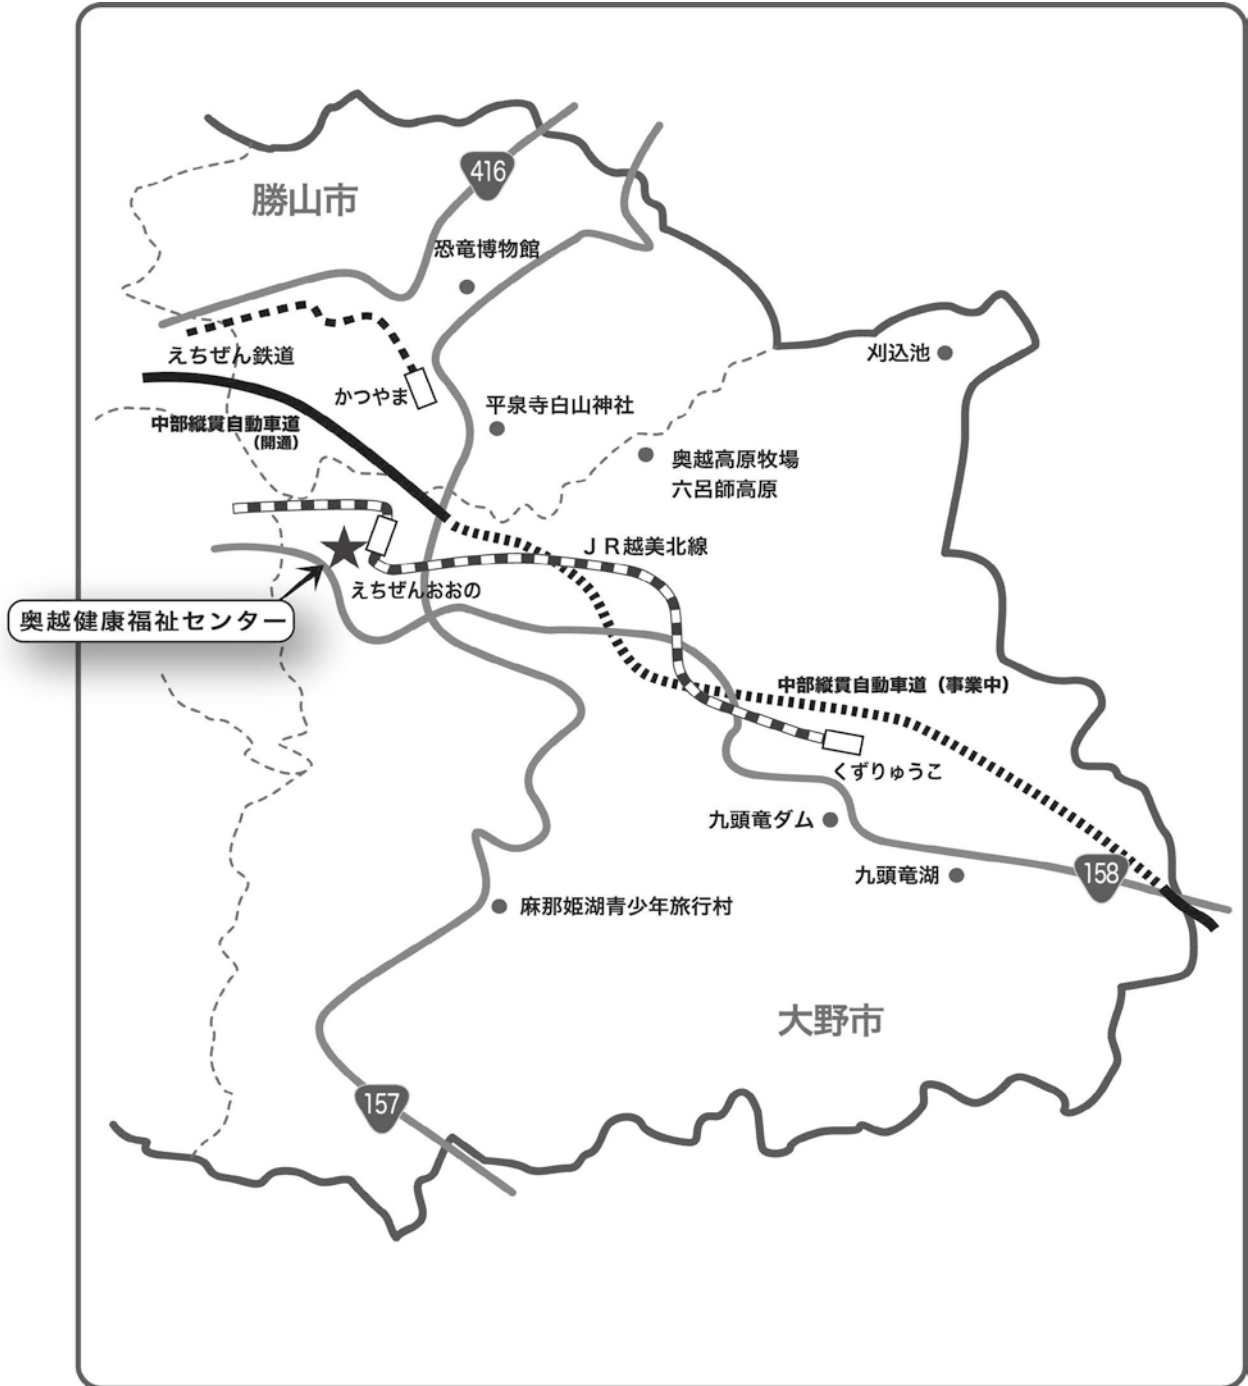 416
勝山市
恐竜博物館
えちぜん鉄道
刈込池
かつやま
平泉寺白山神社
中部縦貫自動車道
(開通)
奥越高原牧場
六呂師高原
JR越美北線
えちぜんおおの
奥越健康福祉センター
中部縦貫自動車道(事業中)
くずりゅうこ
九頭竜ダム
九頭竜湖
158
麻那姫湖青少年旅行村
大野市
157